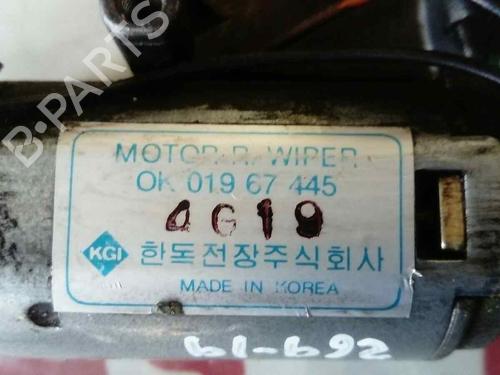 MOTOR-R. WIPER
OK 019 67 445
4G19
KGI 한독전장주식회사
MADE IN KOREA
61-692
B-PARTS